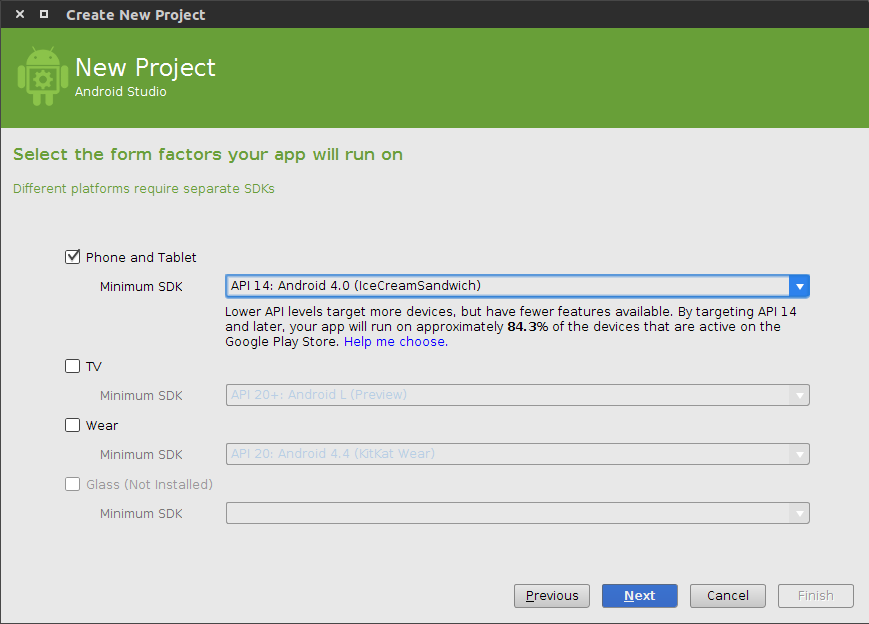 Create New Project
New Project
Android Studio
Select the form factors your app will run on
Different platforms require separate SDKs
Phone and Tablet
Minimum SDK
API 14: Android 4.0 (IceCreamSandwich)
Lower API levels target more devices, but have fewer features available. By targeting API 14
and later, your app will run on approximately 84.3% of the devices that are active on the
Google Play Store. Help me choose.
TV
Minimum SDK
API 20+: Android L (Preview)
Wear
Minimum SDK
API 20: Android 4.4 (KitKat Wear)
Glass (Not Installed)
Minimum SDK
Previous
Next
Cancel
Finish